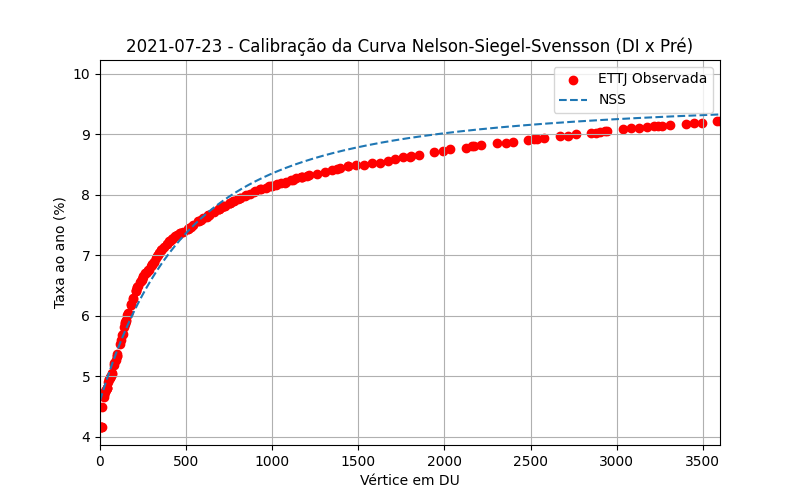 2021-07-23 - Calibração da Curva Nelson-Siegel-Svensson (DI x Pré)
ETTJ Observada
NSS
10
9
8
7
6
5
4
Taxa ao ano (%)
0 500 1000 1500 2000 2500 3000 3500
Vértice em DU